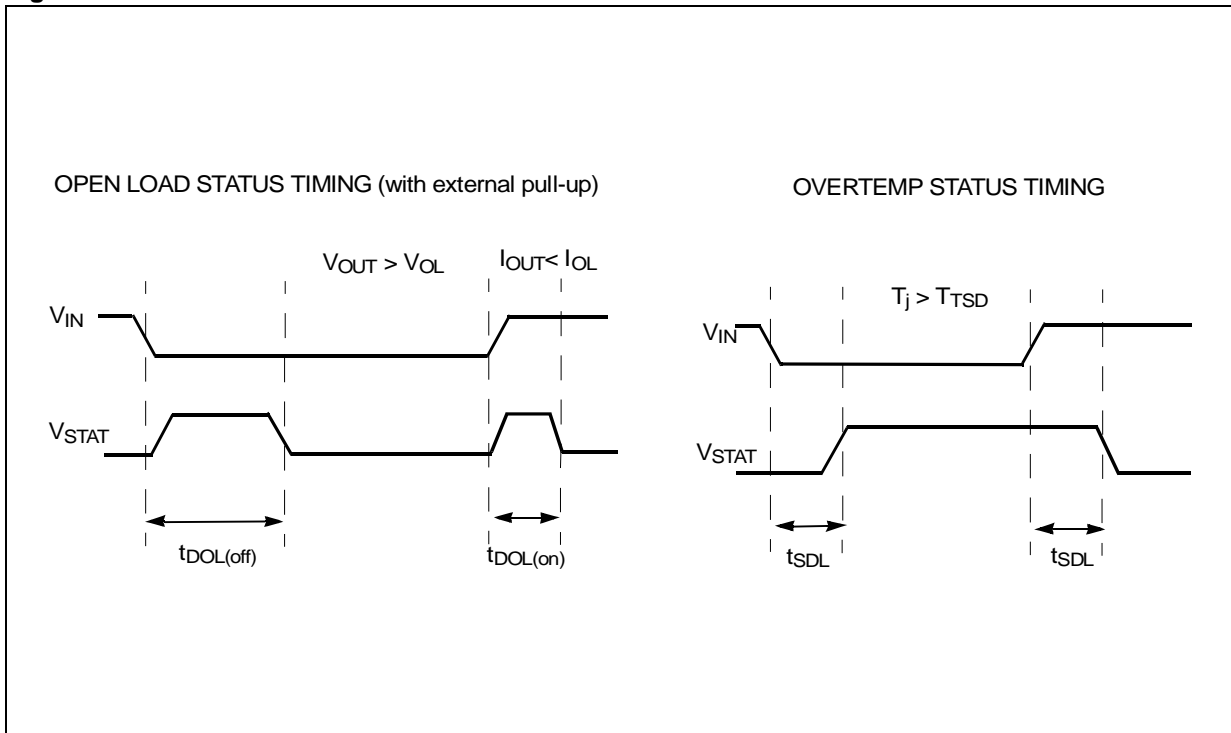 OPEN LOAD STATUS TIMING (with external pull-up)
VOUT > VOL
IOUT< IOL
VIN
VSTAT
tDOL(off)
tDOL(on)
OVERTEMP STATUS TIMING
Tj > TTSD
VIN
VSTAT
tSDL
tSDL